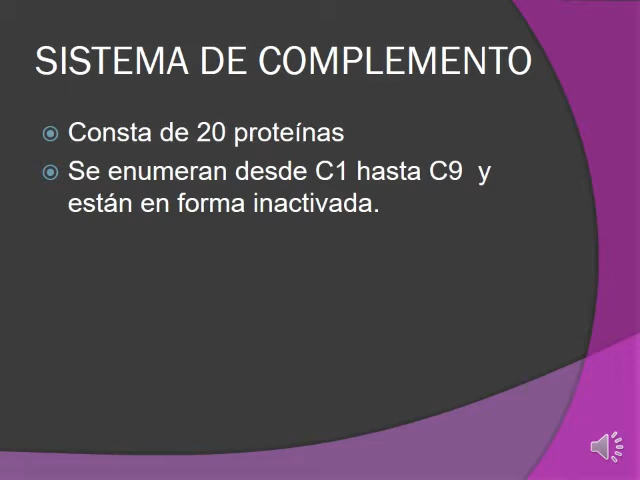 SISTEMA DE COMPLEMENTO
Consta de 20 proteínas
Se enumeran desde C1 hasta C9 y
están en forma inactivada.